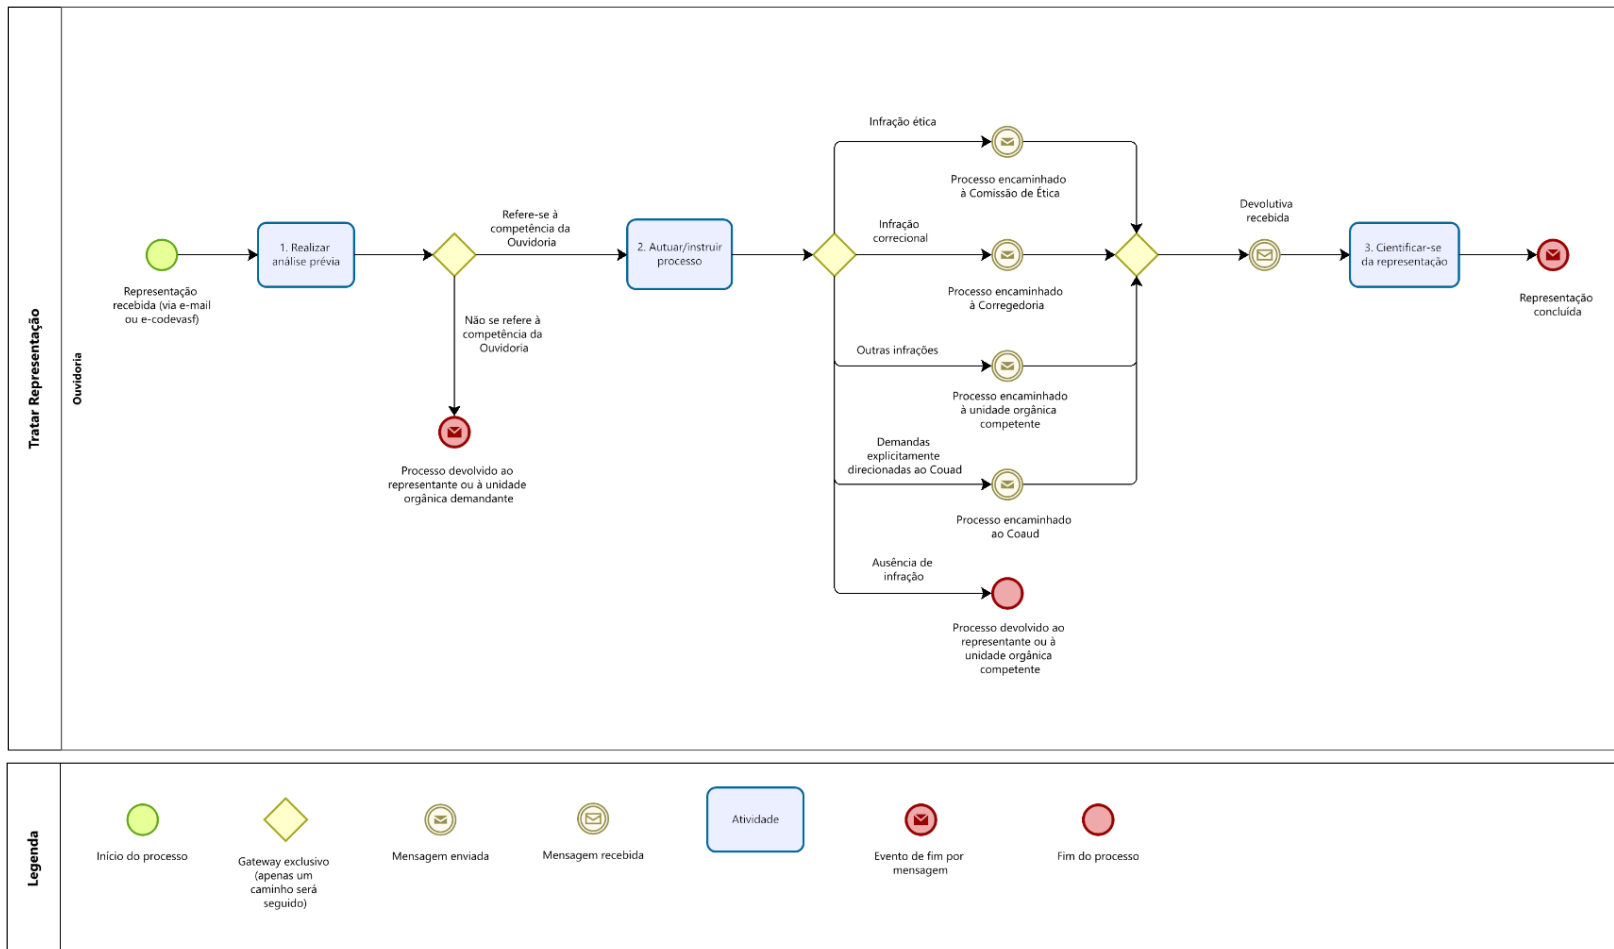 Tratar Representação
Ouvidoria
Representação
recebida (via e-mail
ou e-codevasf)
1. Realizar
análise prévia
Refere-se à
competência da
Ouvidoria
Não se refere à
competência da
Ouvidoria
Processo devolvido ao
representante ou à unidade
orgânica demandante
2. Autuar/instruir
processo
Infração ética
Processo encaminhado
à Comissão de Ética
Infração
correcional
Processo encaminhado
à Corregedoria
Outras infrações
Processo encaminhado
à unidade orgânica
competente
Demandas
explicitamente
direcionadas ao Couad
Processo encaminhado
ao Coaud
Ausência de
infração
Processo devolvido ao
representante ou à
unidade orgânica
competente
Devolutiva
recebida
3. Cientificar-se
da representação
Representação
concluída
Legenda
Início do processo
Gateway exclusivo
(apenas um
caminho será
seguido)
Mensagem enviada
Mensagem recebida
Atividade
Evento de fim por
mensagem
Fim do processo